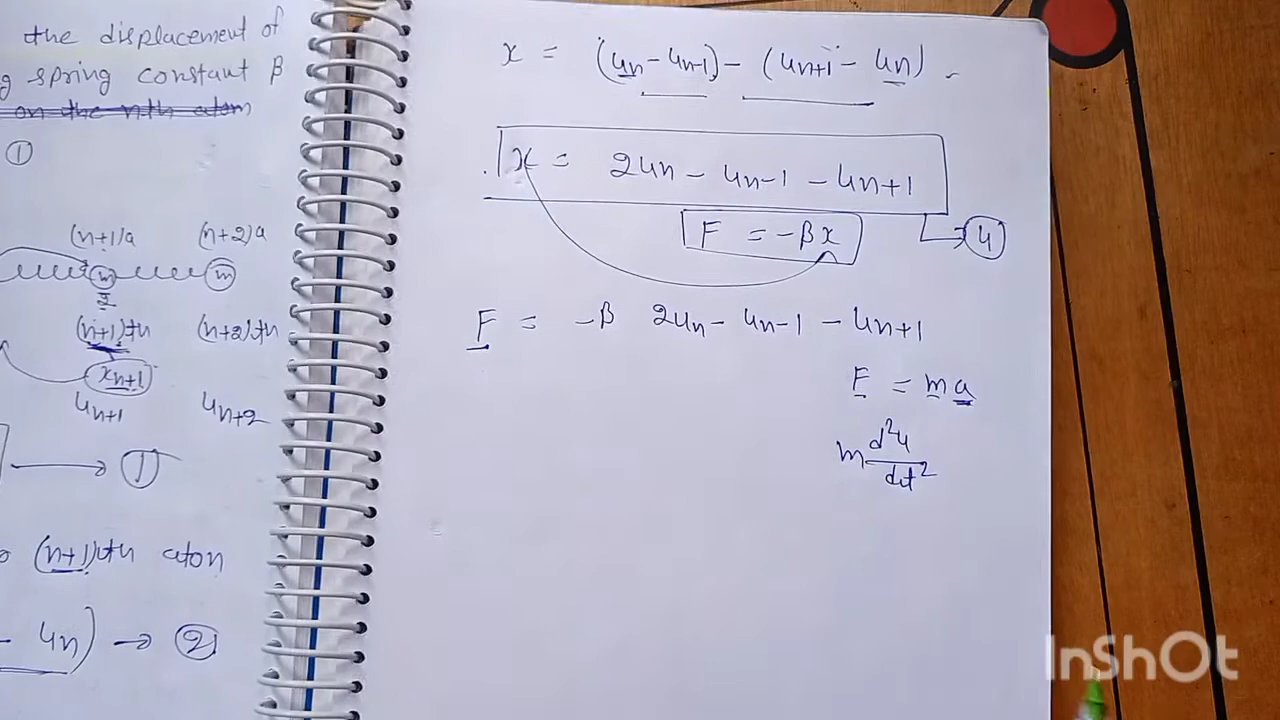 the displacement of
spring constant β
on the nth atom
①
(n+1)a (n+2)a
m m
(n+1)th (n+2)th
xn+1
un+1 un+2
①
(n+1)th atom
- un) → ②
x = (un - un-1) - (un+1 - un)
x = 2un - un-1 - un+1
F = -βx
④
F = -β 2un - un-1 - un+1
F = ma
m d²u/dt²
InShOt